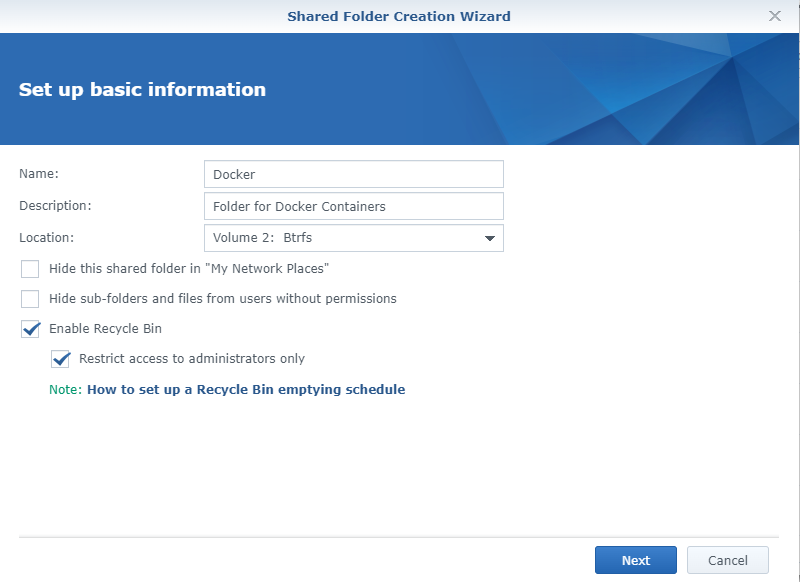 Shared Folder Creation Wizard
Set up basic information
Name: Docker
Description: Folder for Docker Containers
Location: Volume 2: Btrfs
Hide this shared folder in "My Network Places"
Hide sub-folders and files from users without permissions
Enable Recycle Bin
Restrict access to administrators only
Note: How to set up a Recycle Bin emptying schedule
Next Cancel